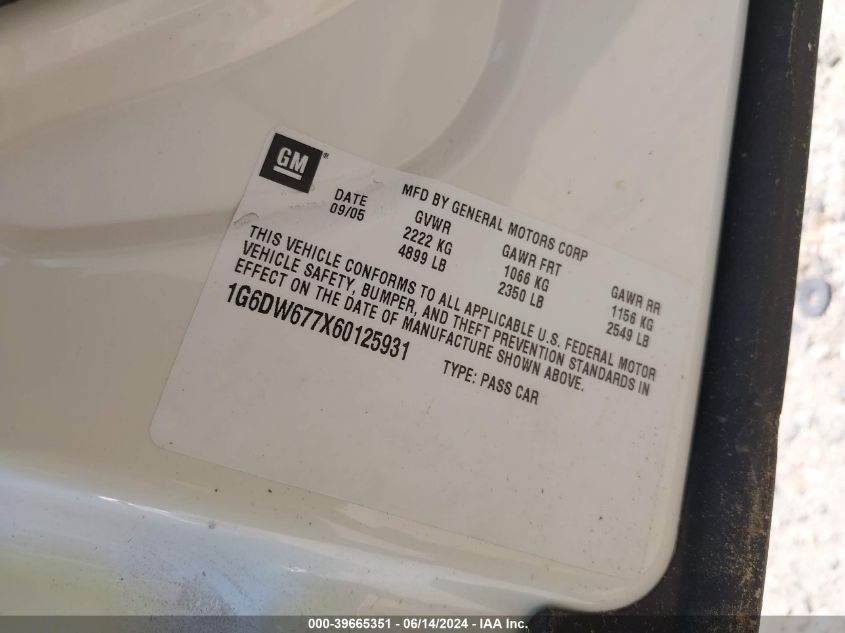 GM®
MFD BY GENERAL MOTORS CORP
DATE GVWR GAWR FRT GAWR RR
09/05 2222 KG 1066 KG 1156 KG
4899 LB 2350 LB 2549 LB
THIS VEHICLE CONFORMS TO ALL APPLICABLE U.S. FEDERAL MOTOR
VEHICLE SAFETY, BUMPER, AND THEFT PREVENTION STANDARDS IN
EFFECT ON THE DATE OF MANUFACTURE SHOWN ABOVE.
1G6DW677X60125931 TYPE: PASS CAR
000-39665351 / 06/14/2024 - IAA Inc.